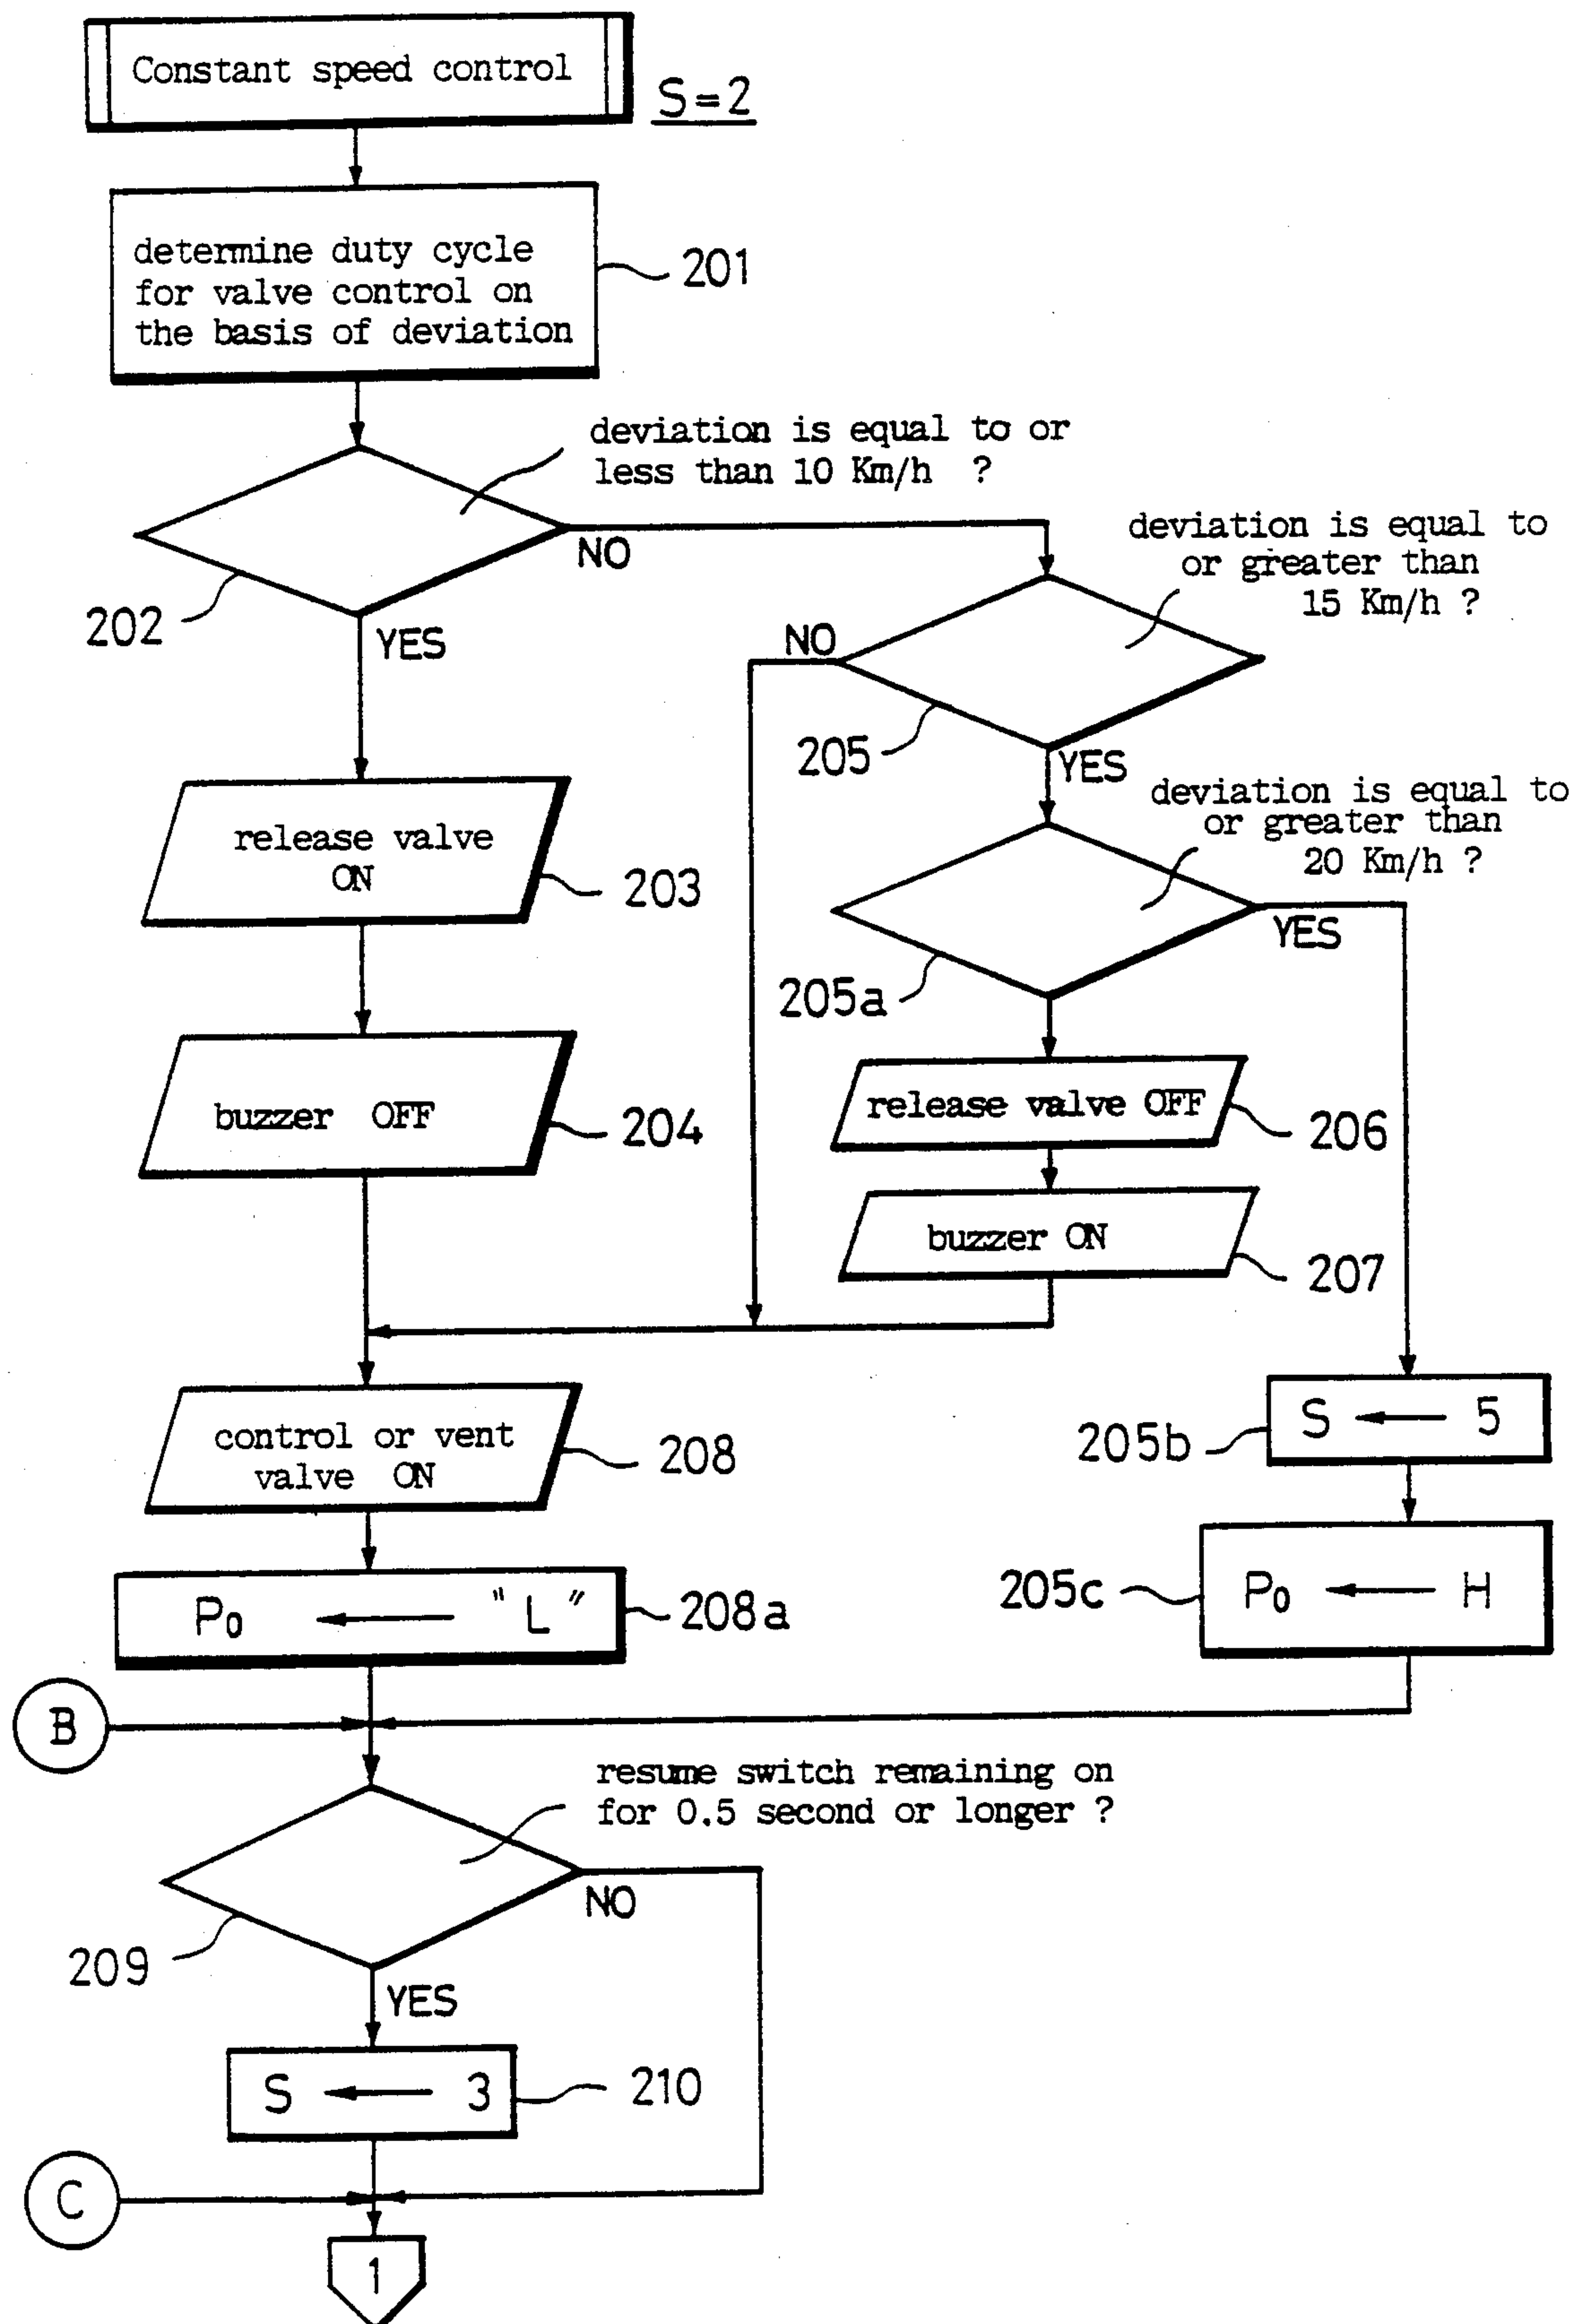 Constant speed control
S=2
determine duty cycle
for valve control on
the basis of deviation
201
deviation is equal to or
less than 10 Km/h ?
NO
202
YES
deviation is equal to
or greater than
15 Km/h ?
NO
205
YES
release valve
ON
203
deviation is equal to
or greater than
20 Km/h ?
YES
205a
buzzer OFF
204
release valve OFF
206
buzzer ON
207
control or vent
valve ON
208
S ← 5
205b
P0 ← "L"
208a
P0 ← H
205c
B
resume switch remaining on
for 0.5 second or longer ?
NO
209
YES
S ← 3
210
C
1